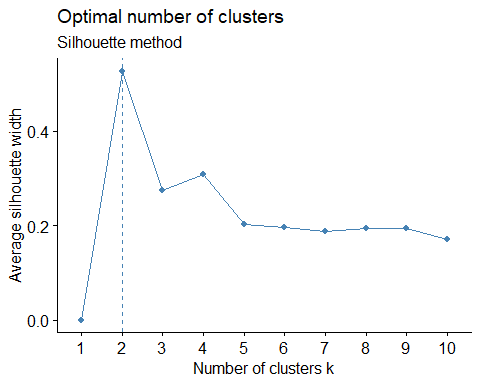 Optimal number of clusters
Silhouette method
Average silhouette width
0.4
0.2
0.0
1 2 3 4 5 6 7 8 9 10
Number of clusters k